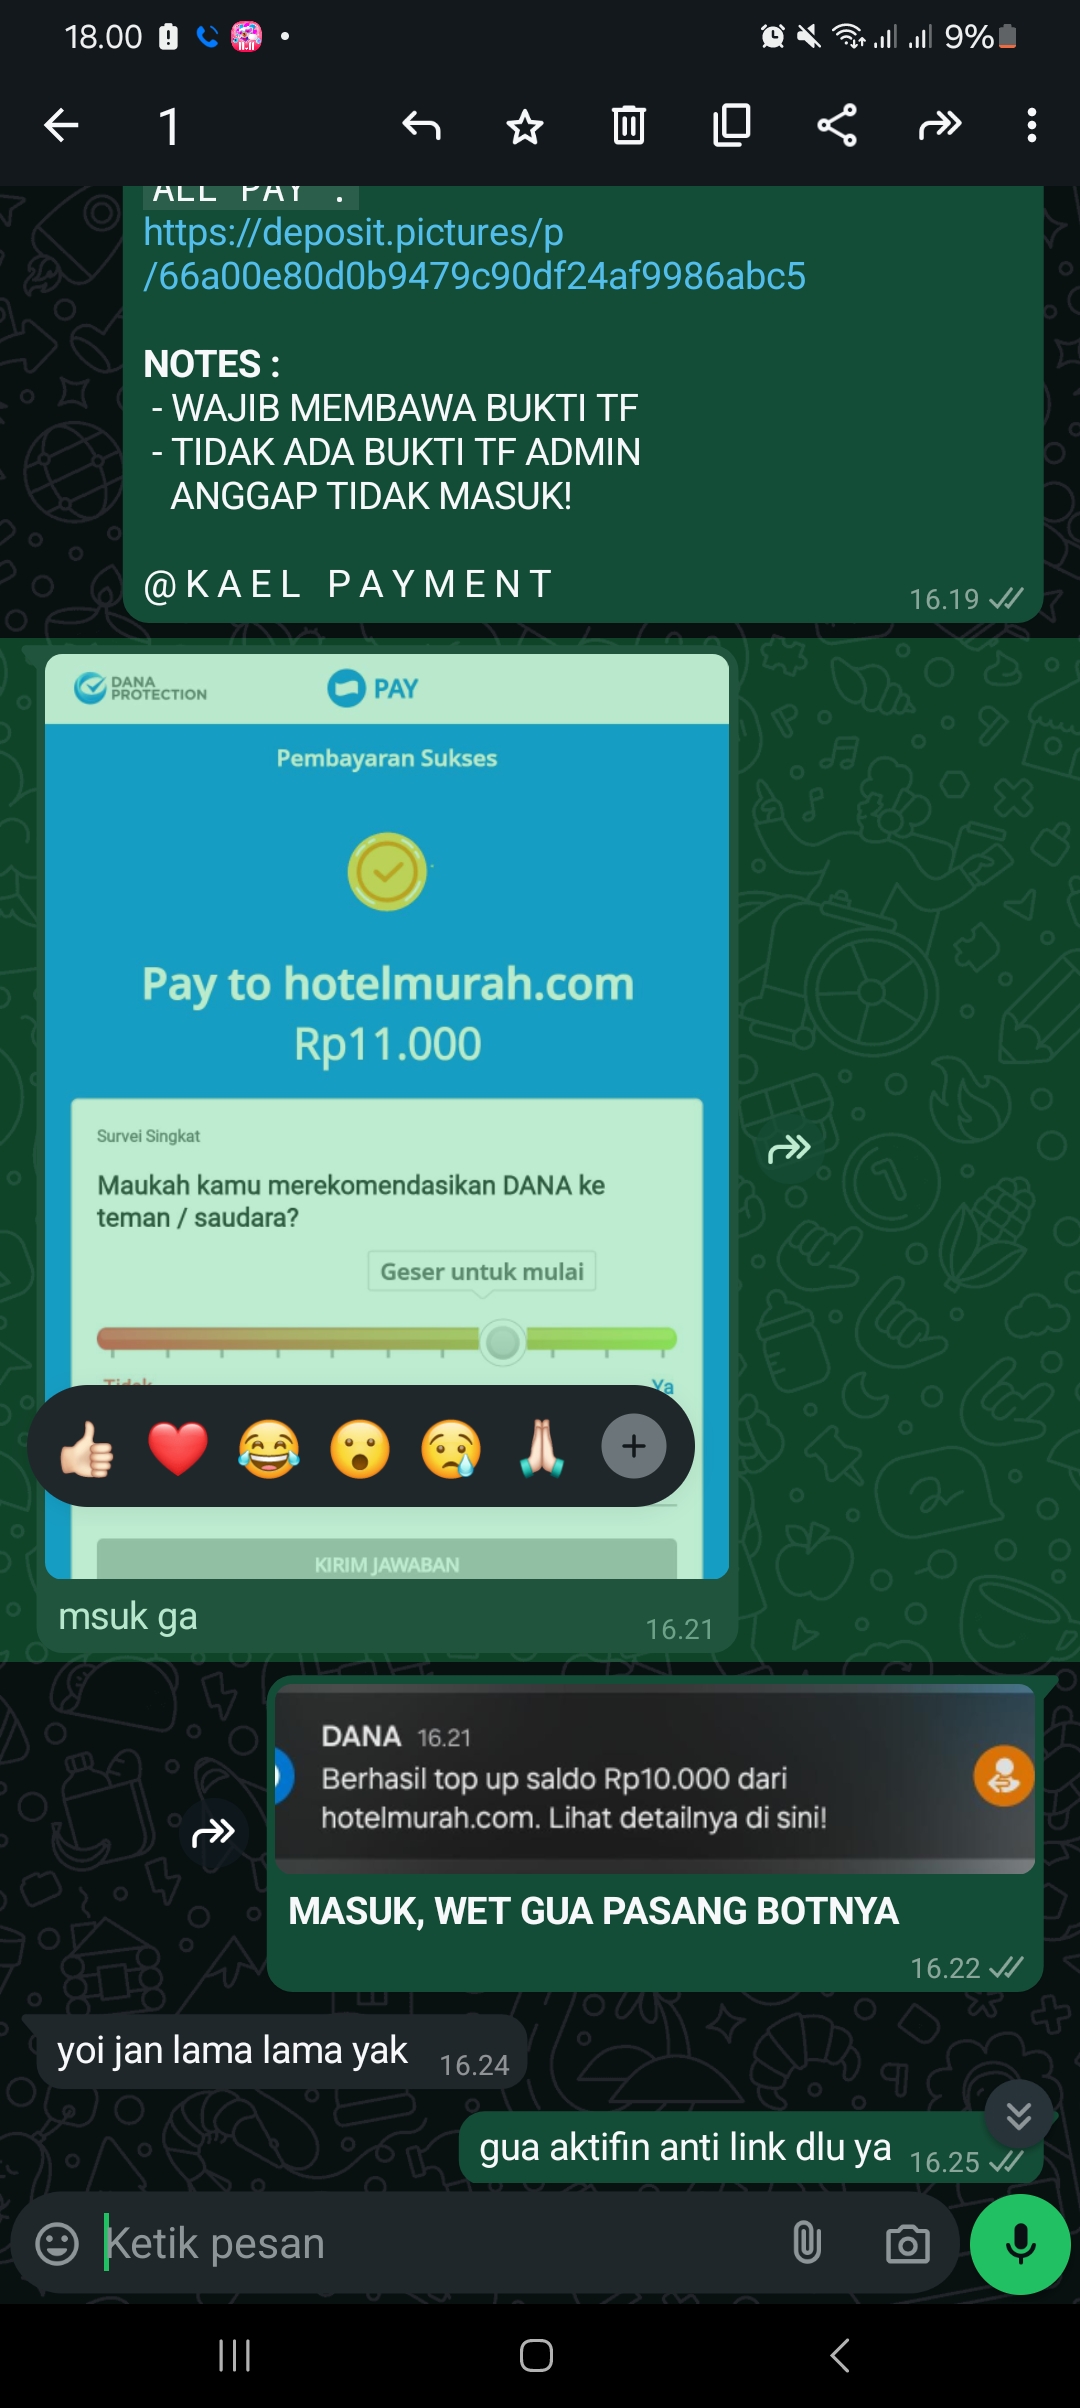 18.00
9%
1
ALL PAY :
https://deposit.pictures/p
/66a00e80d0b9479c90df24af9986abc5
NOTES :
- WAJIB MEMBAWA BUKTI TF
- TIDAK ADA BUKTI TF ADMIN
ANGGAP TIDAK MASUK!
@KAEL PAYMENT
16.19
DANA
PROTECTION
PAY
Pembayaran Sukses
Pay to hotelmurah.com
Rp11.000
Survei Singkat
Maukah kamu merekomendasikan DANA ke
teman / saudara?
Geser untuk mulai
Tidak
Ya
KIRIM JAWABAN
msuk ga
16.21
DANA 16.21
Berhasil top up saldo Rp10.000 dari
hotelmurah.com. Lihat detailnya di sini!
MASUK, WET GUA PASANG BOTNYA
16.22
yoi jan lama lama yak 16.24
gua aktifin anti link dlu ya 16.25
Ketik pesan